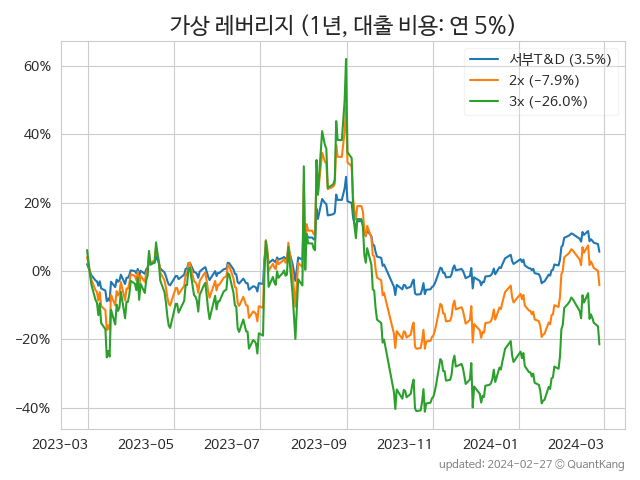 가상 레버리지 (1년, 대출 비용: 연 5%)
서부T&D (3.5%)
2x (-7.9%)
3x (-26.0%)
60%
40%
20%
0%
-20%
-40%
2023-03 2023-05 2023-07 2023-09 2023-11 2024-01 2024-03
updated: 2024-02-27 © QuantKang